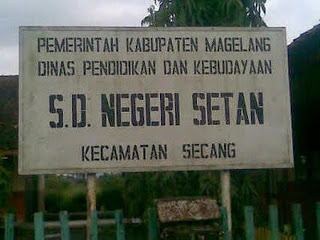 PEMERINTAH KABUPATEN MAGELANG
DINAS PENDIDIKAN DAN KEBUDAYAAN
S.D. NEGERI SETAN
KECAMATAN SECANG